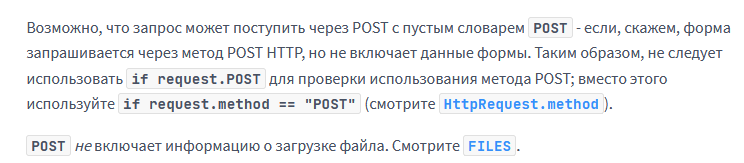 Возможно, что запрос может поступить через POST с пустым словарем POST - если, скажем, форма
запрашивается через метод POST HTTP, но не включает данные формы. Таким образом, не следует
использовать if request.POST для проверки использования метода POST; вместо этого
используйте if request.method == "POST" (смотрите HttpRequest.method).
POST не включает информацию о загрузке файла. Смотрите FILES.